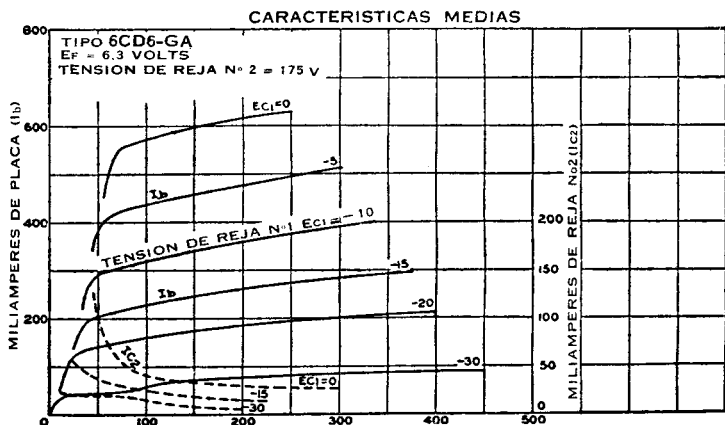 CARACTERISTICAS MEDIAS
TIPO 6CD6-GA
EF = 6.3 VOLTS
TENSION DE REJA Nº 2 = 175 V
MILIAMPERES DE PLACA (Ib)
800
600
400
200
0
EC1=0
-5
Ib
TENSION DE REJA Nº1 EC1=-10
-15
Ib
-20
IC2
-30
EC1=0
-15
-30
200
150
100
50
0
MILIAMPERES DE REJA No2 (IC2)
0 50 100 200 300 400 500